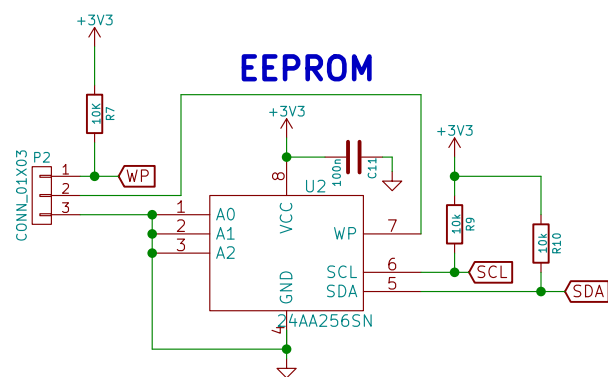 +3V3
EEPROM
10K
R7
+3V3
100n
C11
+3V3
P2
CONN_01X03
1
2
3
WP
8
U2
VCC
1
A0
2
A1
3
A2
WP
7
SCL
6
SDA
5
GND
4
24AA256SN
10k
R9
10k
R10
SCL
SDA